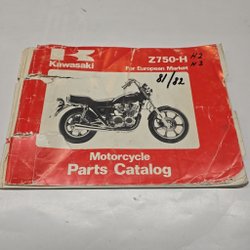 Kawasaki
Z750-H H2
For European Market H3
81/82
Motorcycle
Parts Catalog